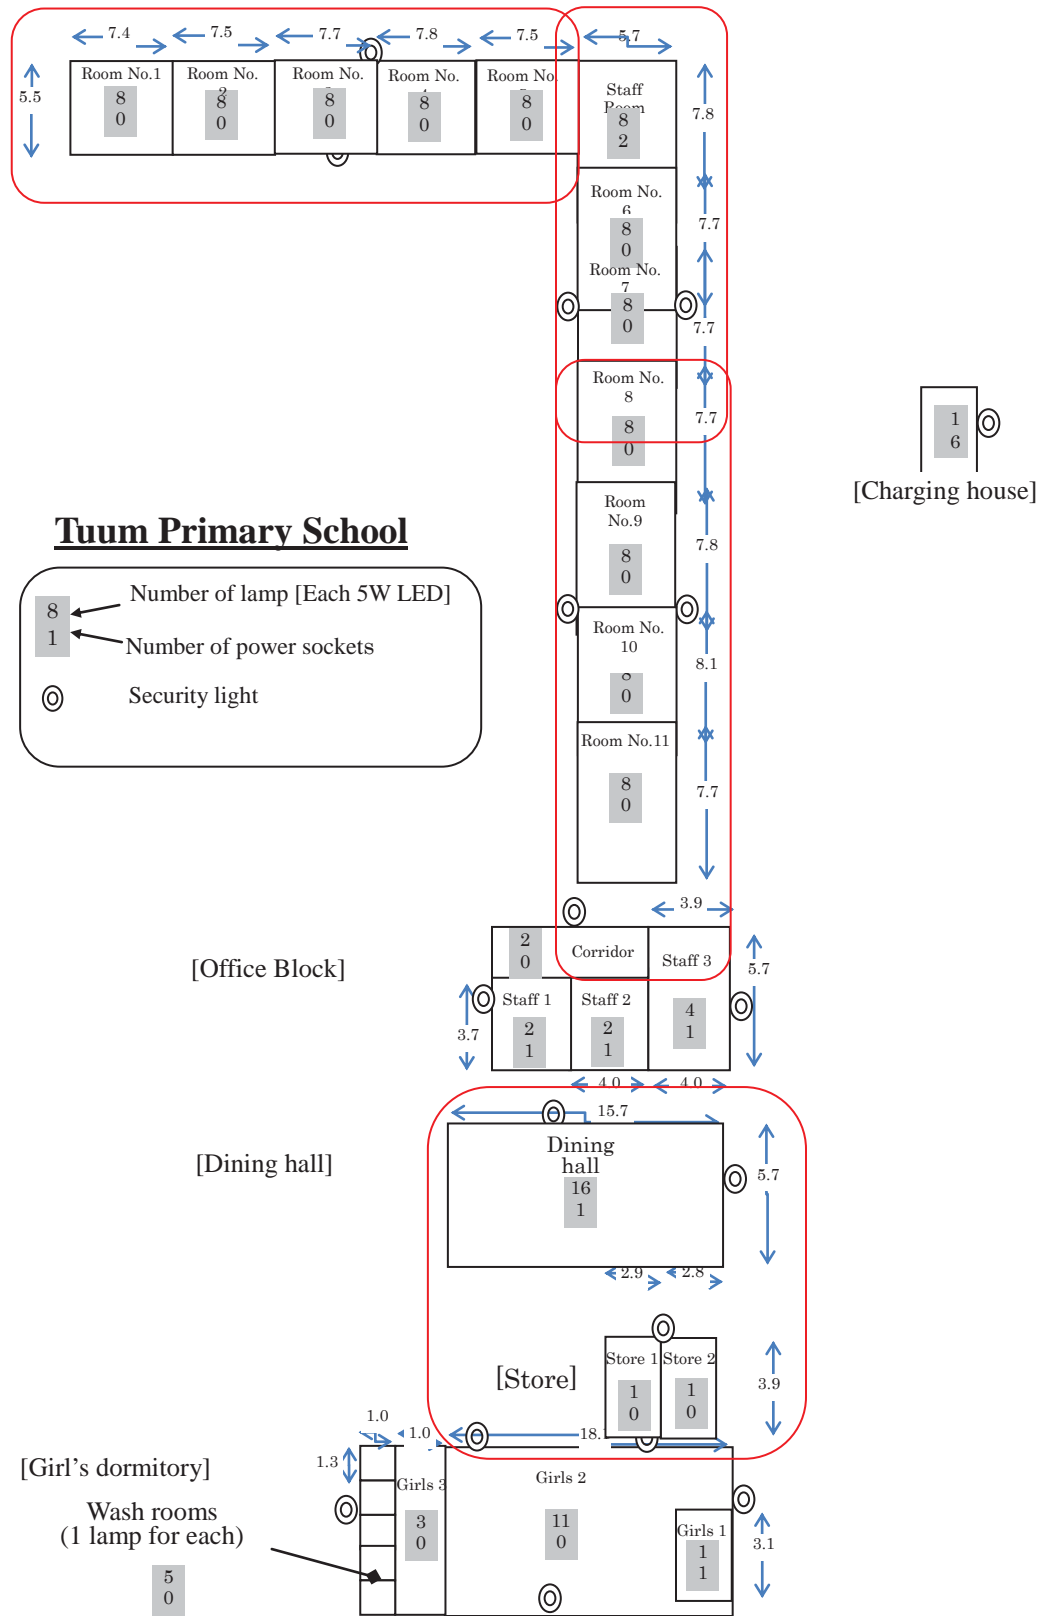 7.4
7.5
7.7
7.8
7.5
5.7
5.5
Room No.1
8
0
Room No.
8
0
Room No.
8
0
Room No.
8
0
Room No.
8
0
Staff
Room
8
2
7.8
Room No.
6
8
0
7.7
Room No.
7
8
0
7.7
Room No.
8
8
0
7.7
1
6
[Charging house]
Room
No.9
8
0
7.8
Tuum Primary School
8
1
Number of lamp [Each 5W LED]
Number of power sockets
Security light
Room No.
10
8
0
8.1
Room No.11
8
0
7.7
3.9
[Office Block]
2
0
Corridor
Staff 3
5.7
Staff 1
Staff 2
3.7
2
1
2
1
4
1
4.0
4.0
15.7
[Dining hall]
Dining
hall
16
1
5.7
2.9
2.8
[Store]
Store 1
Store 2
1
0
1
0
3.9
1.0
1.0
18.
[Girl's dormitory]
1.3
Girls 3
Girls 2
Wash rooms
(1 lamp for each)
3
0
11
0
Girls 1
1
1
3.1
5
0